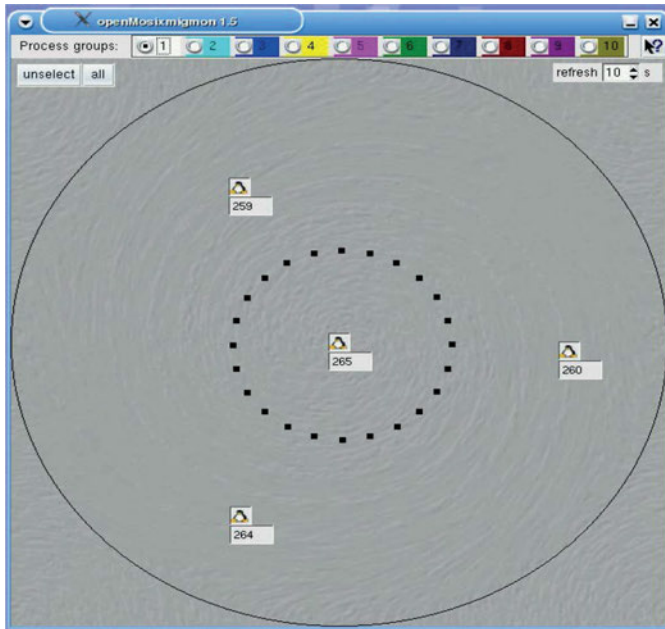 openMosixmigmon 1.5
Process groups: 1 2 3 4 5 6 7 8 9 10
unselect all refresh 10 s
259
265
260
264